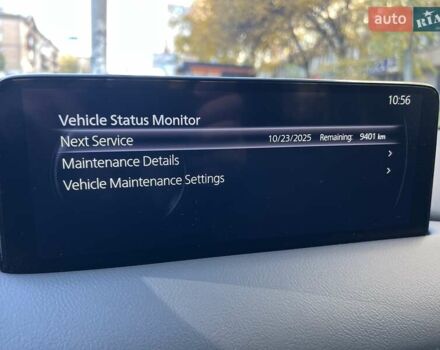 auto RIA
10:56
Vehicle Status Monitor
Next Service 10/23/2025 Remaining: 9401 km
Maintenance Details
Vehicle Maintenance Settings